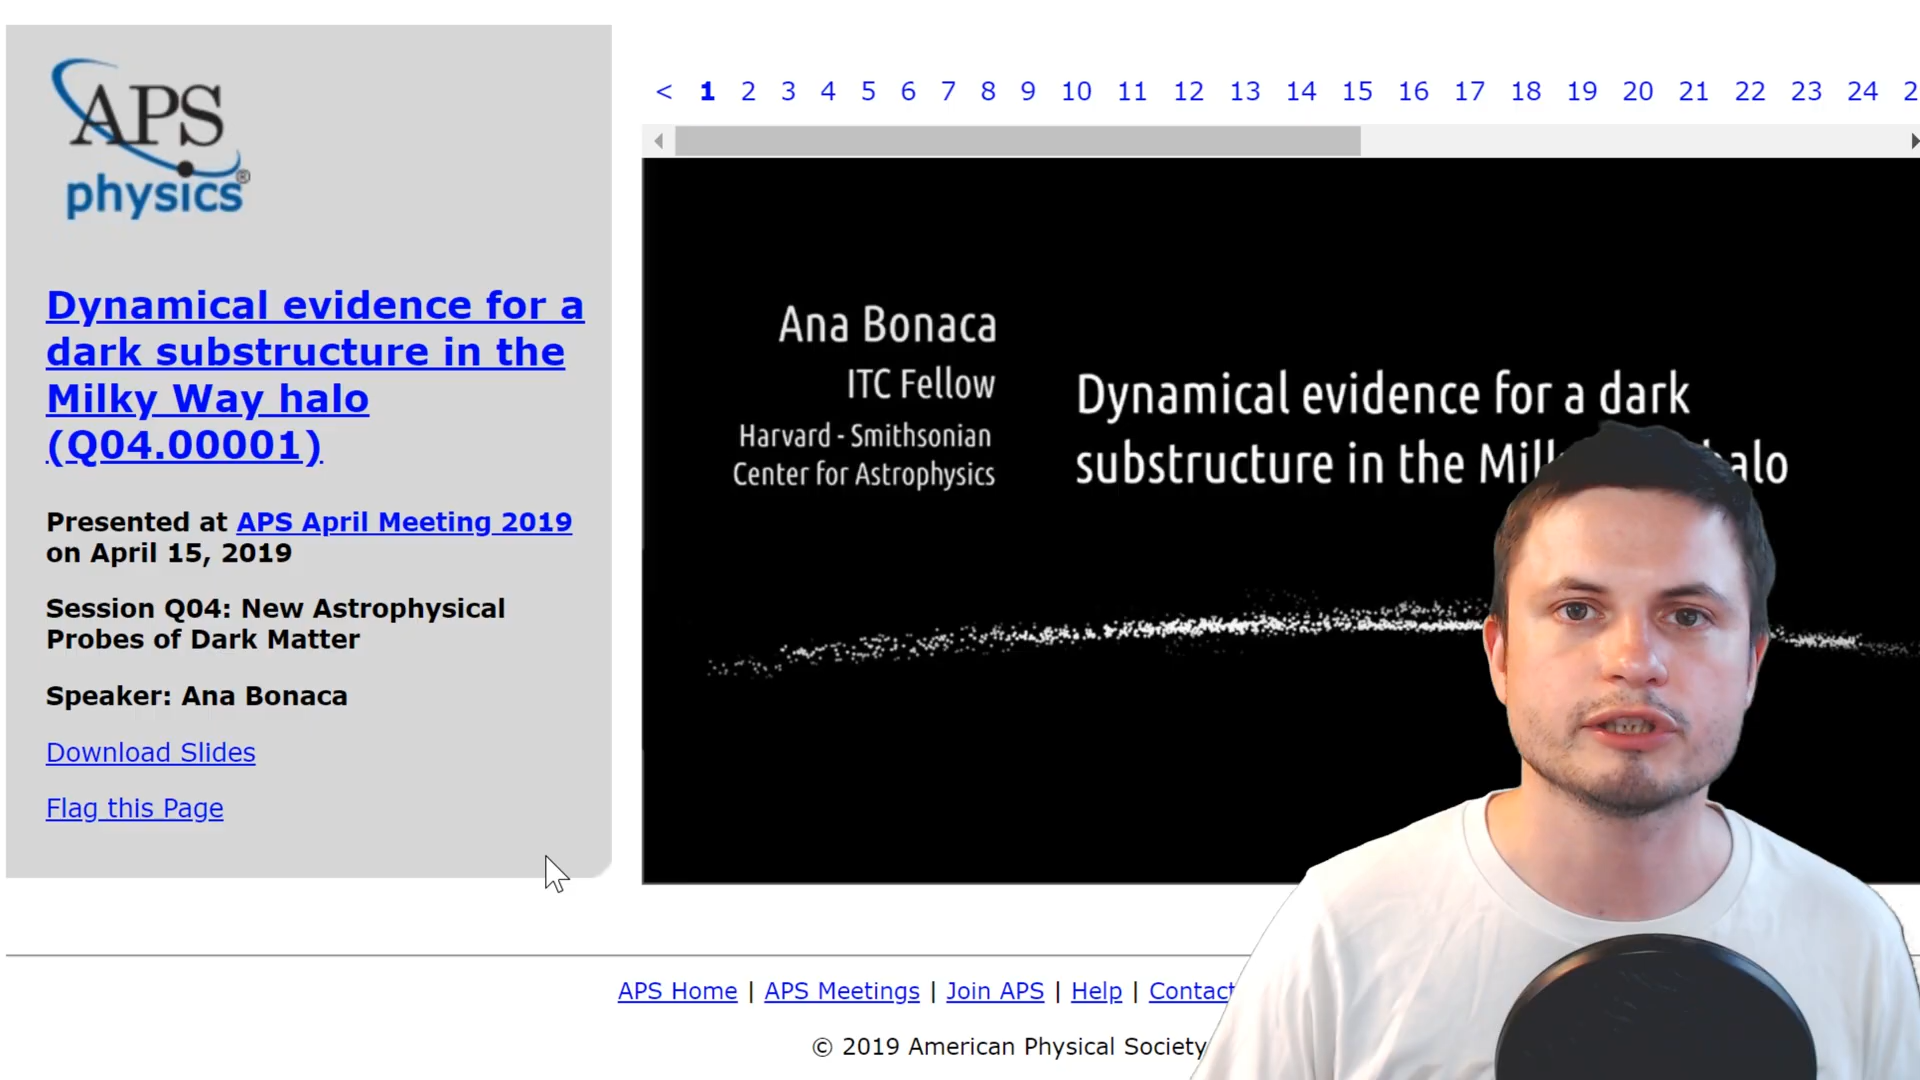 APS
physics®
Dynamical evidence for a
dark substructure in the
Milky Way halo
(Q04.00001)
Presented at APS April Meeting 2019
on April 15, 2019
Session Q04: New Astrophysical
Probes of Dark Matter
Speaker: Ana Bonaca
Download Slides
Flag this Page
< 1 2 3 4 5 6 7 8 9 10 11 12 13 14 15 16 17 18 19 20 21 22 23 24 2
Ana Bonaca
ITC Fellow
Harvard - Smithsonian
Center for Astrophysics
Dynamical evidence for a dark
substructure in the Mil alo
APS Home | APS Meetings | Join APS | Help | Contact
© 2019 American Physical Society